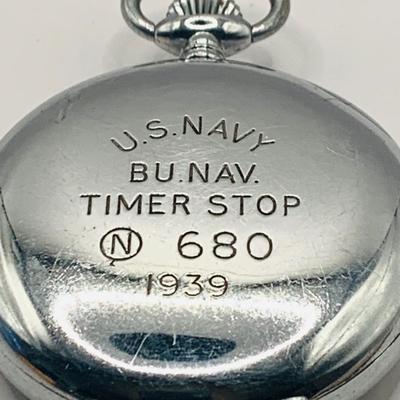 U.S. NAVY
BU. NAV.
TIMER STOP
Ⓝ 680
1939